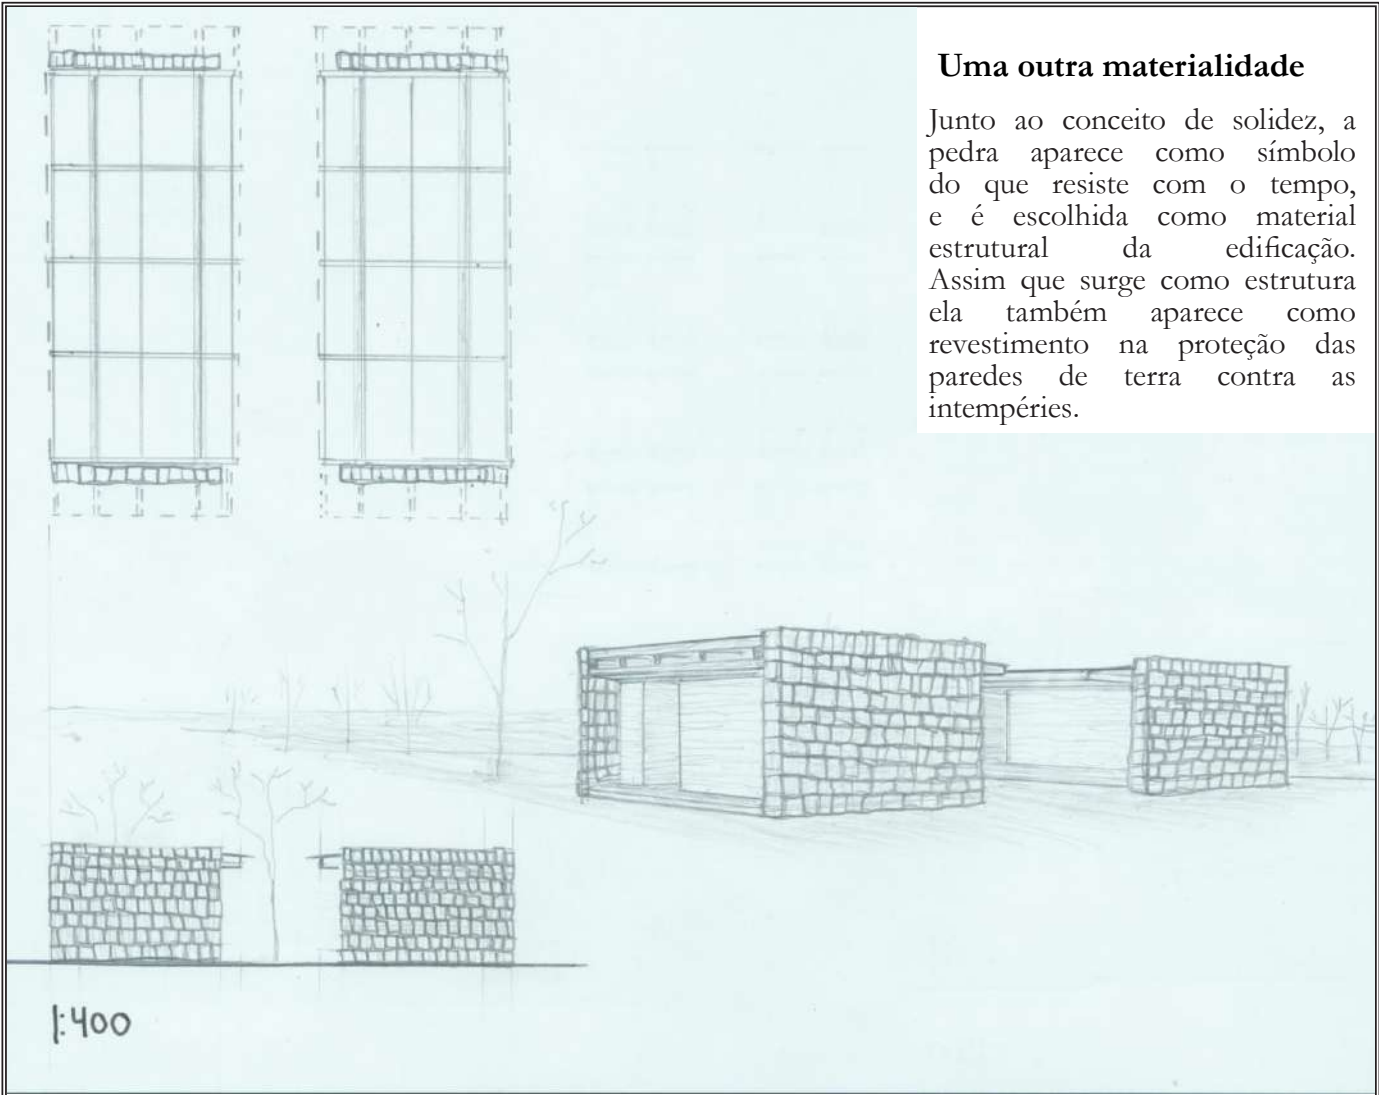 Uma outra materialidade
Junto ao conceito de solidez, a
pedra aparece como símbolo
do que resiste com o tempo,
e é escolhida como material
estrutural da edificação.
Assim que surge como estrutura
ela também aparece como
revestimento na proteção das
paredes de terra contra as
intempéries.
1:400